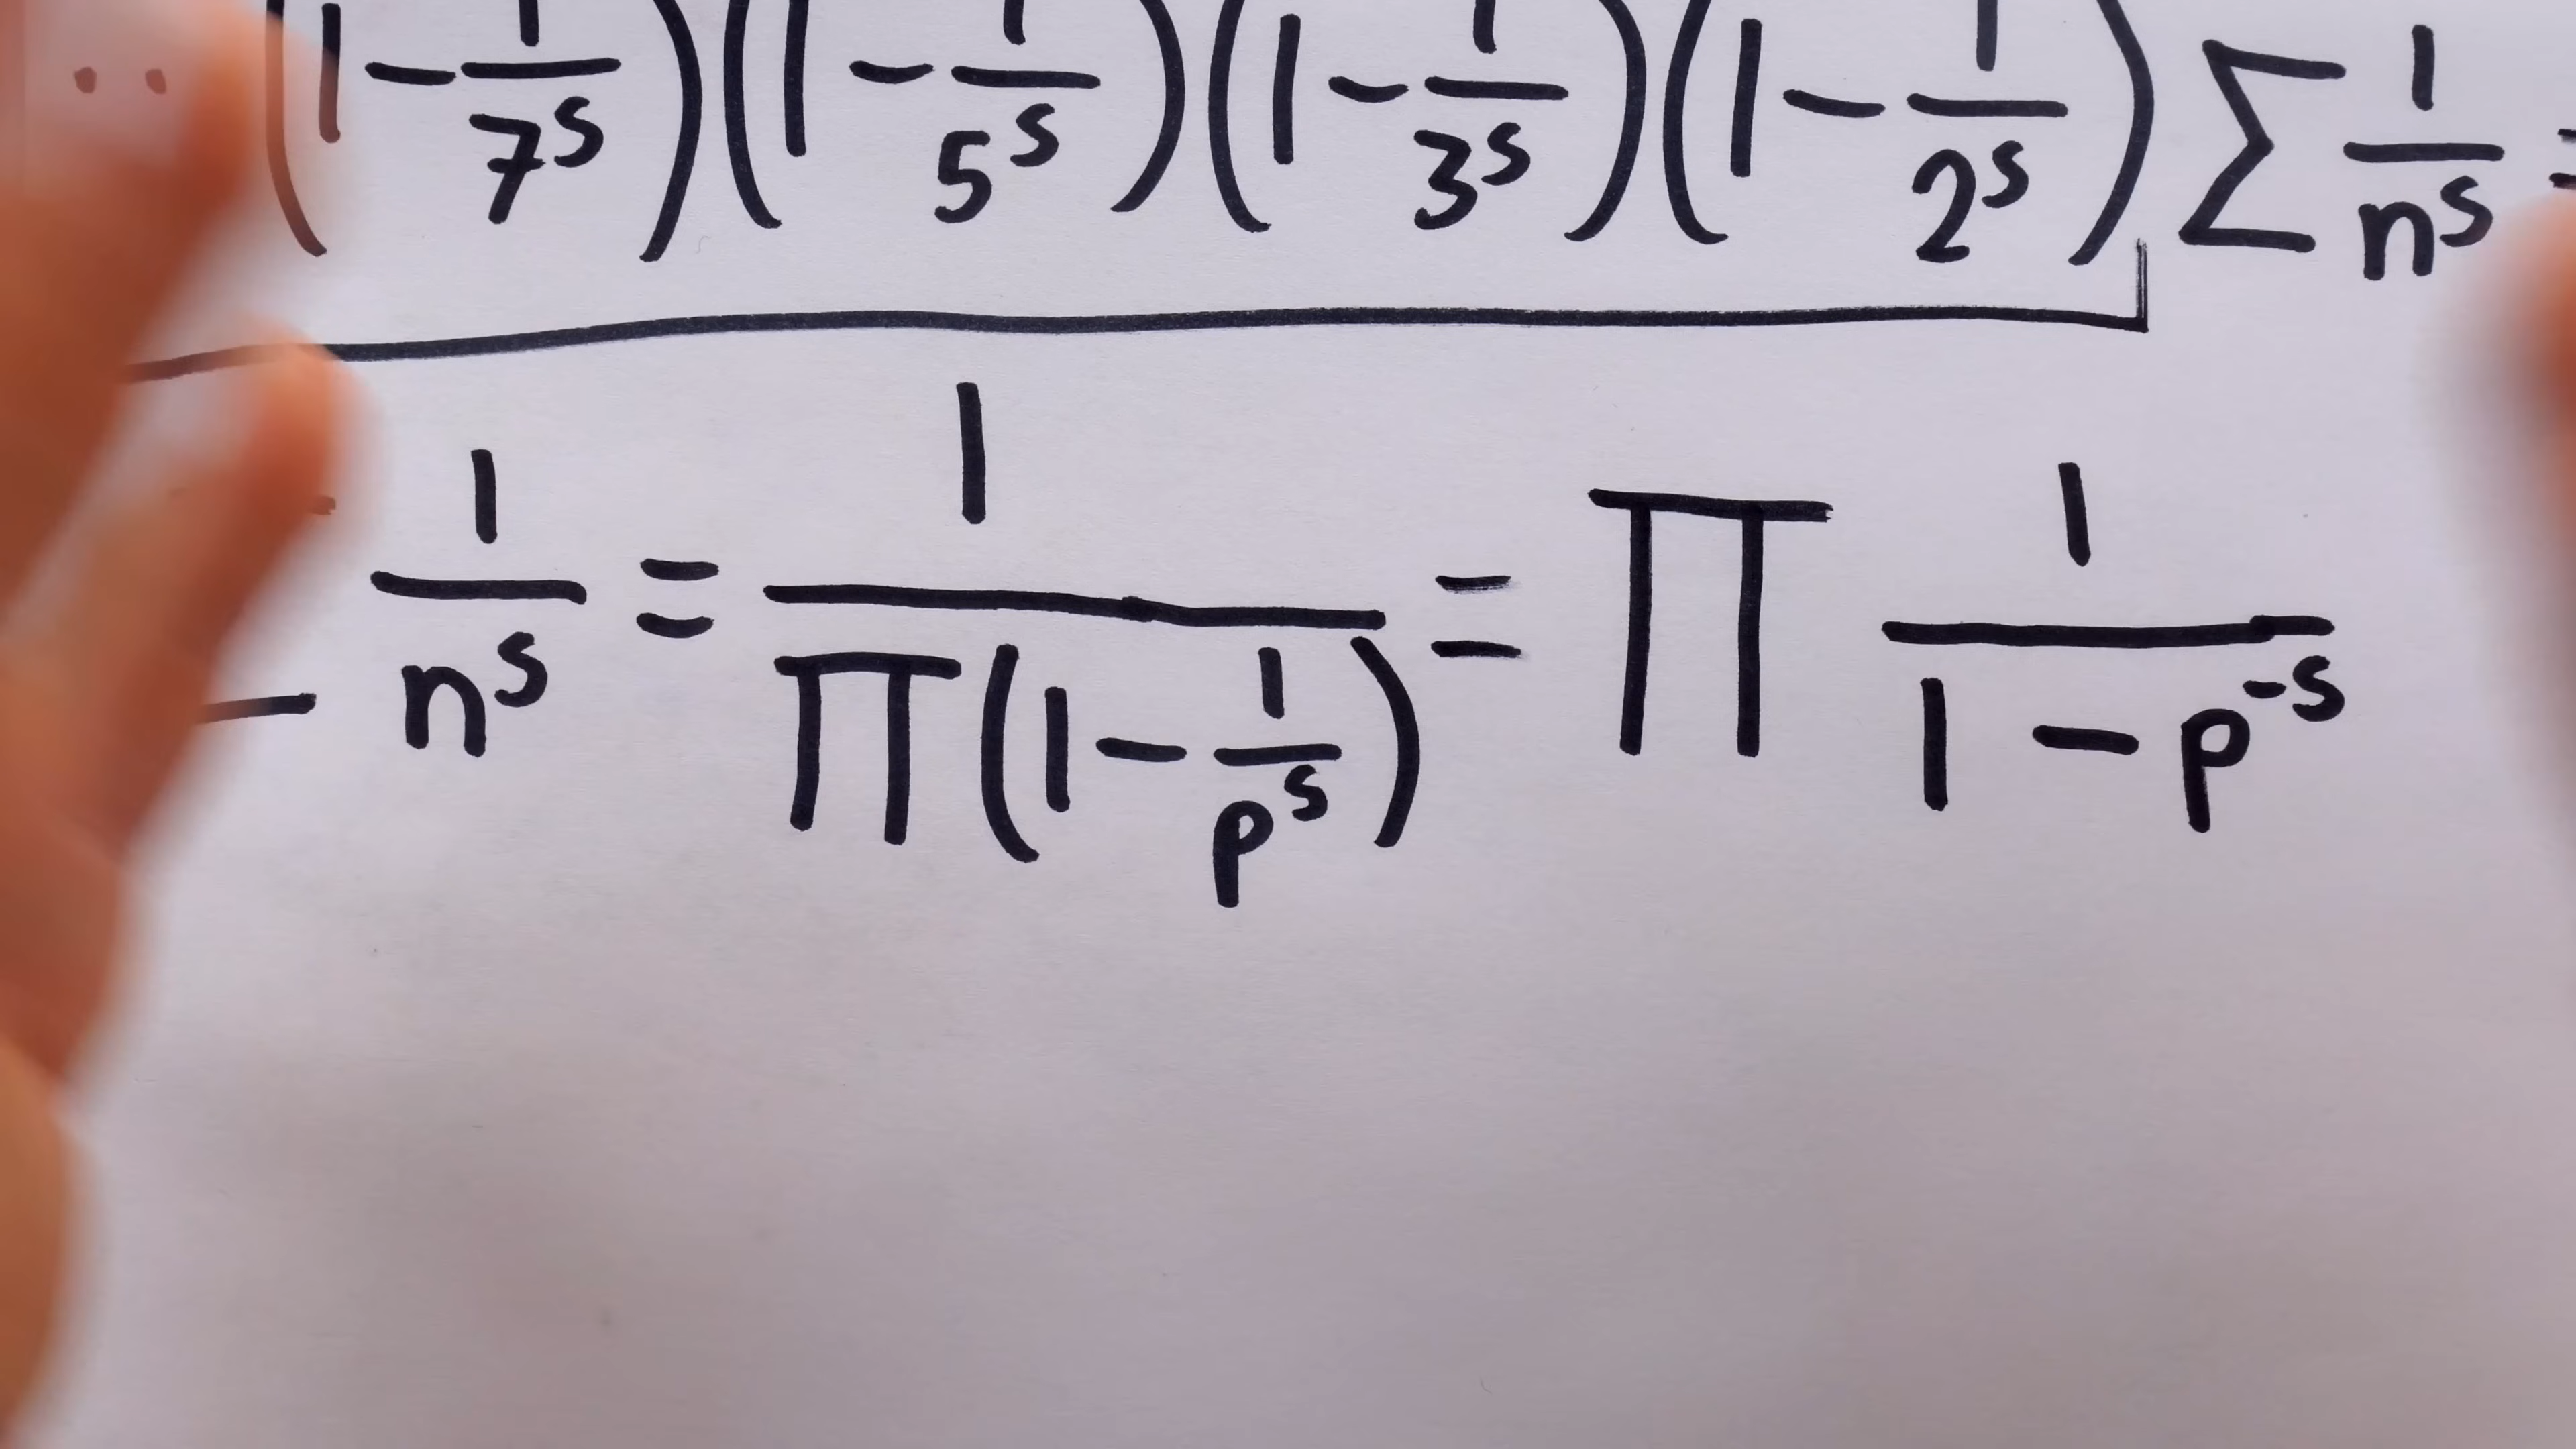 .. (1 - 1/7^s)(1 - 1/5^s)(1 - 1/3^s)(1 - 1/2^s) ∑ 1/n^s =
1/n^s = 1/∏(1 - 1/p^s) = ∏ 1/(1 - p^-s)